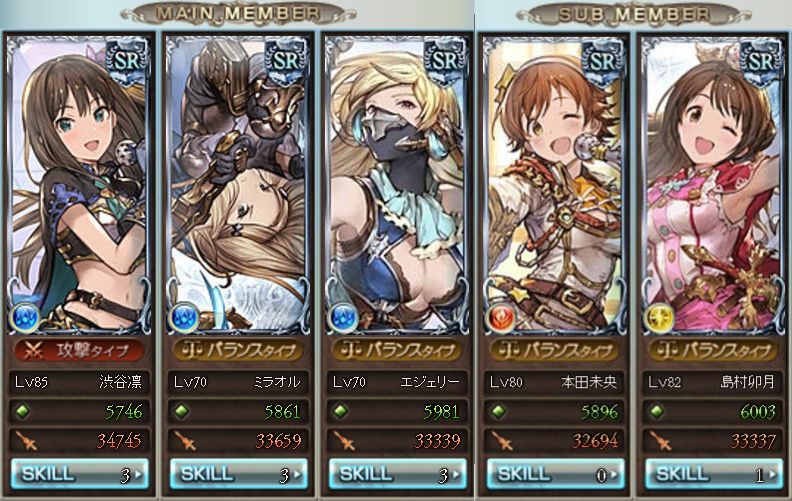 MAIN MEMBER
SUB MEMBER
SR SR SR SR SR
攻撃タイプ バランスタイプ バランスタイプ バランスタイプ バランスタイプ
Lv85 渋谷凛 Lv70 ミラオル Lv70 エジェリー Lv80 本田未央 Lv82 島村卯月
5746 5861 5981 5896 6003
34745 33659 33339 32694 33337
SKILL 3 SKILL 3 SKILL 3 SKILL 0 SKILL 1